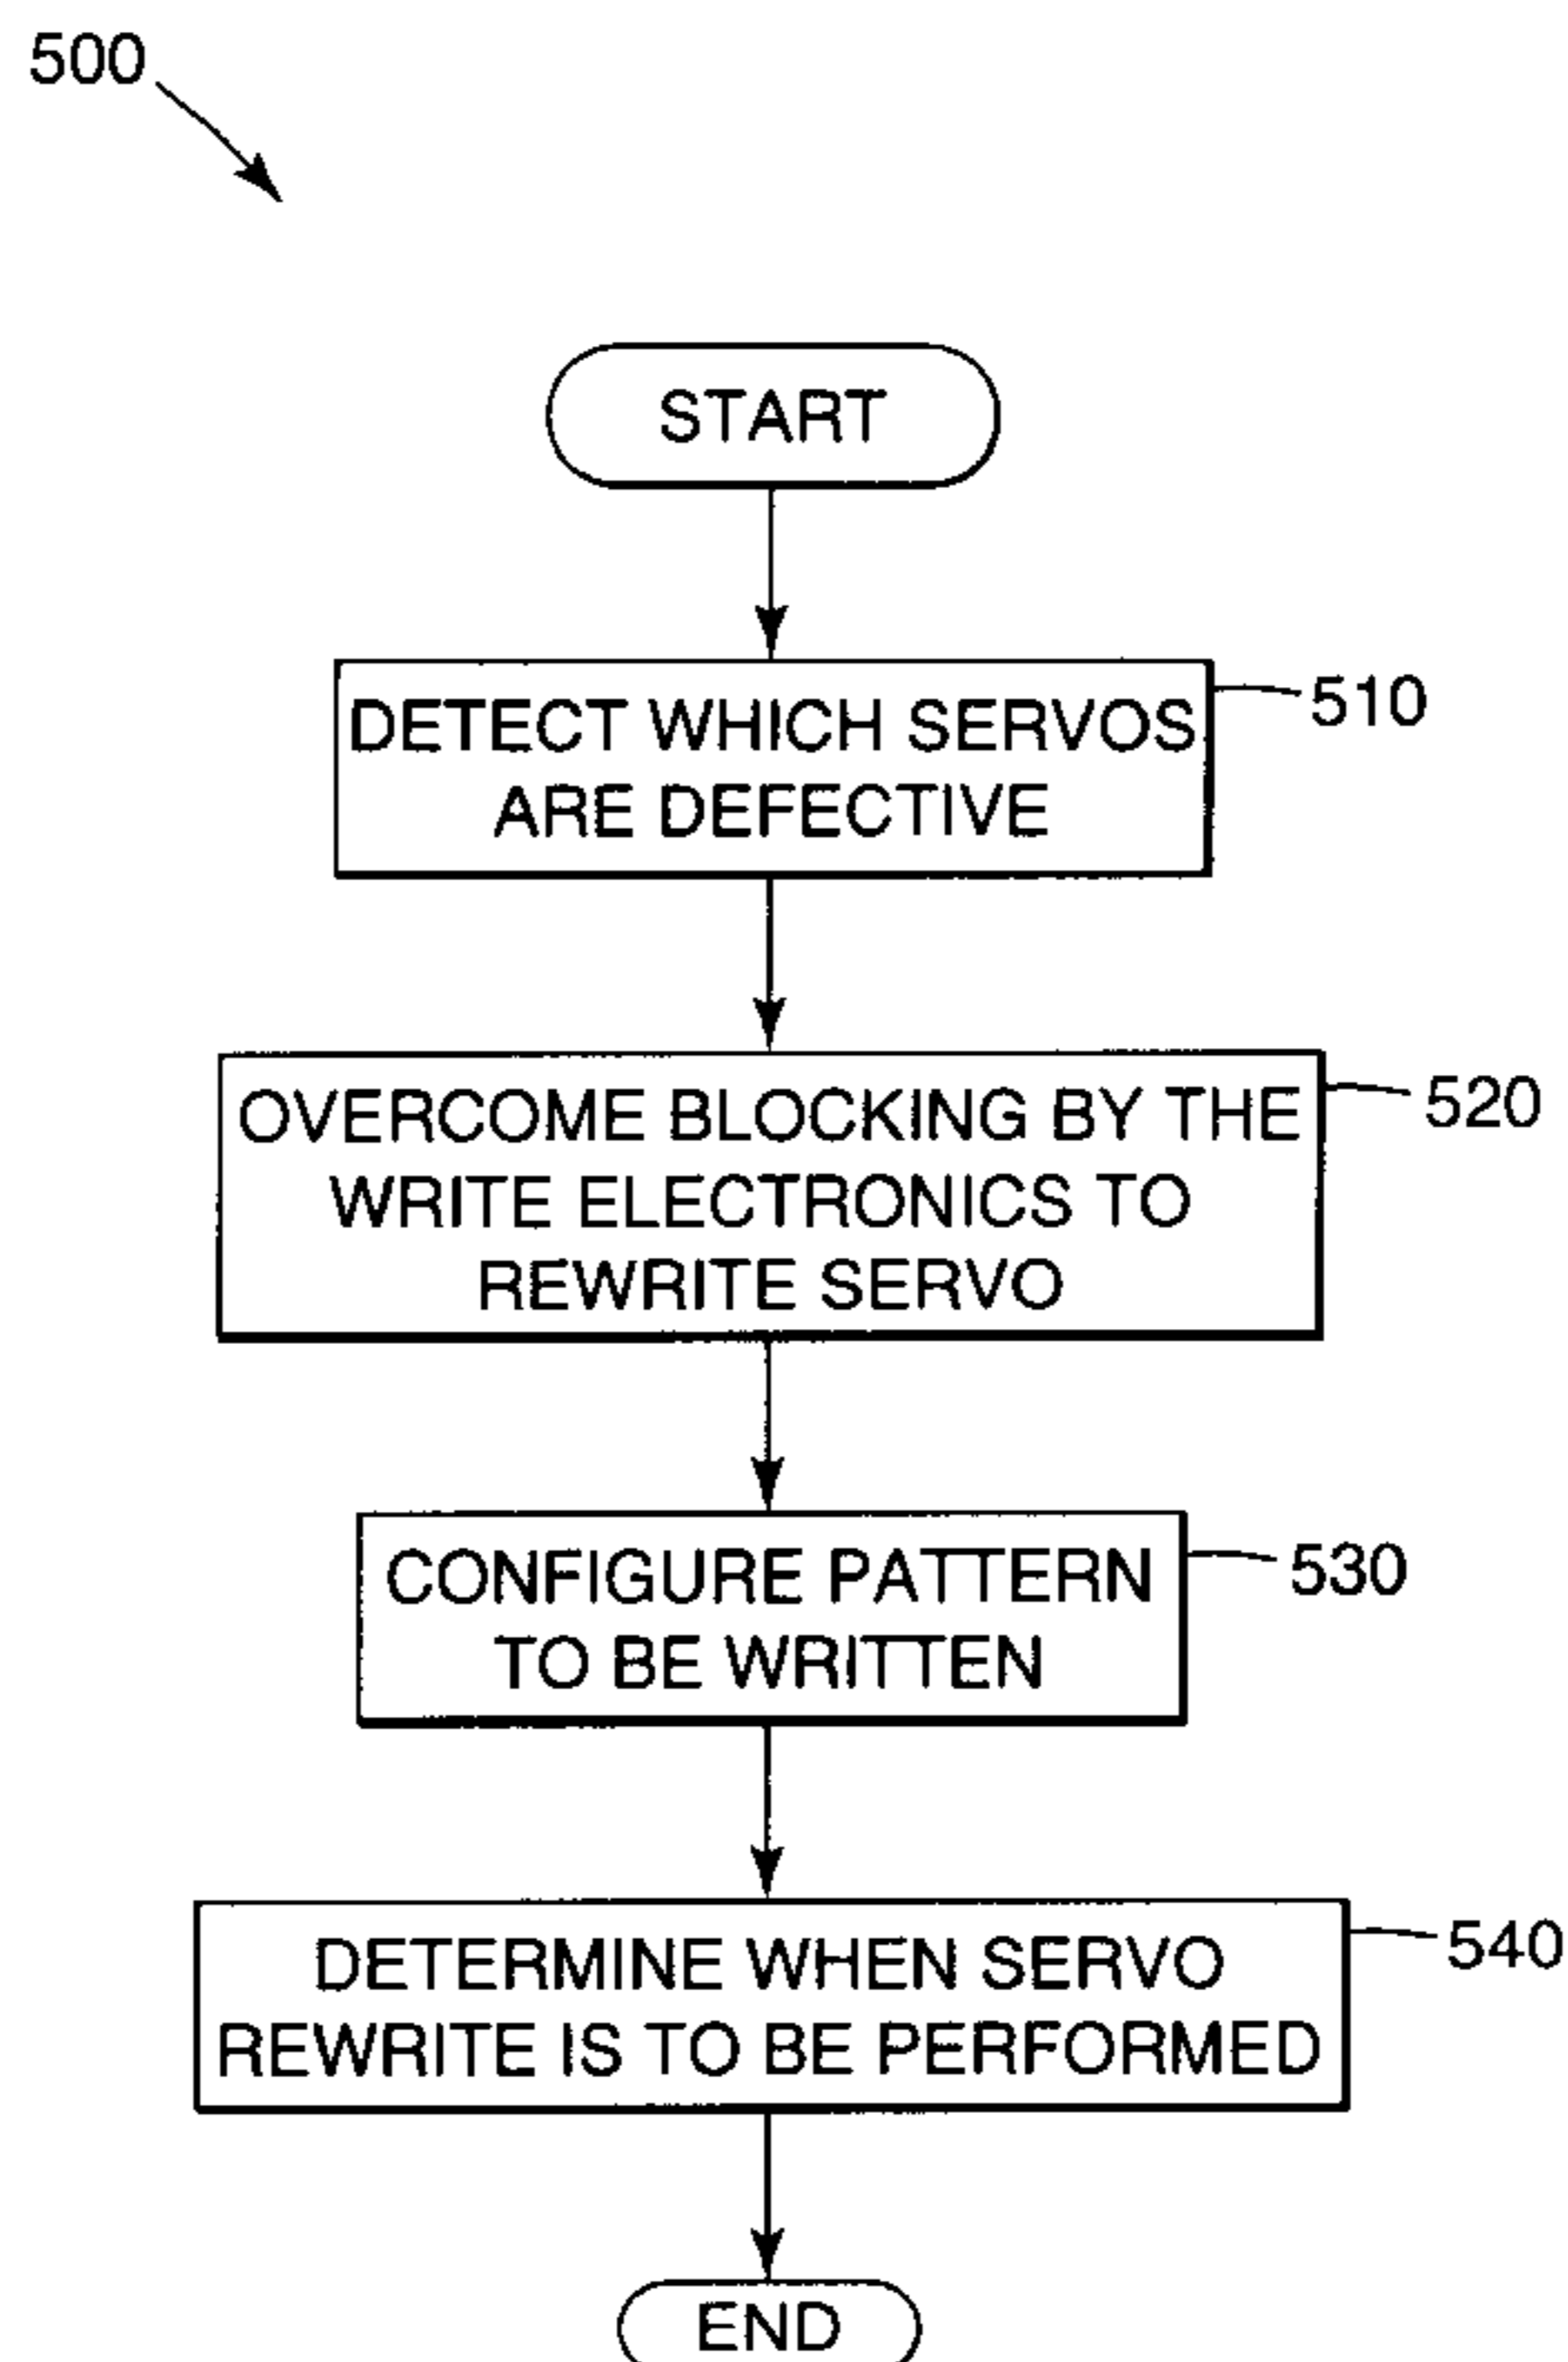 500
START
DETECT WHICH SERVOS
ARE DEFECTIVE
510
OVERCOME BLOCKING BY THE
WRITE ELECTRONICS TO
REWRITE SERVO
520
CONFIGURE PATTERN
TO BE WRITTEN
530
DETERMINE WHEN SERVO
REWRITE IS TO BE PERFORMED
540
END